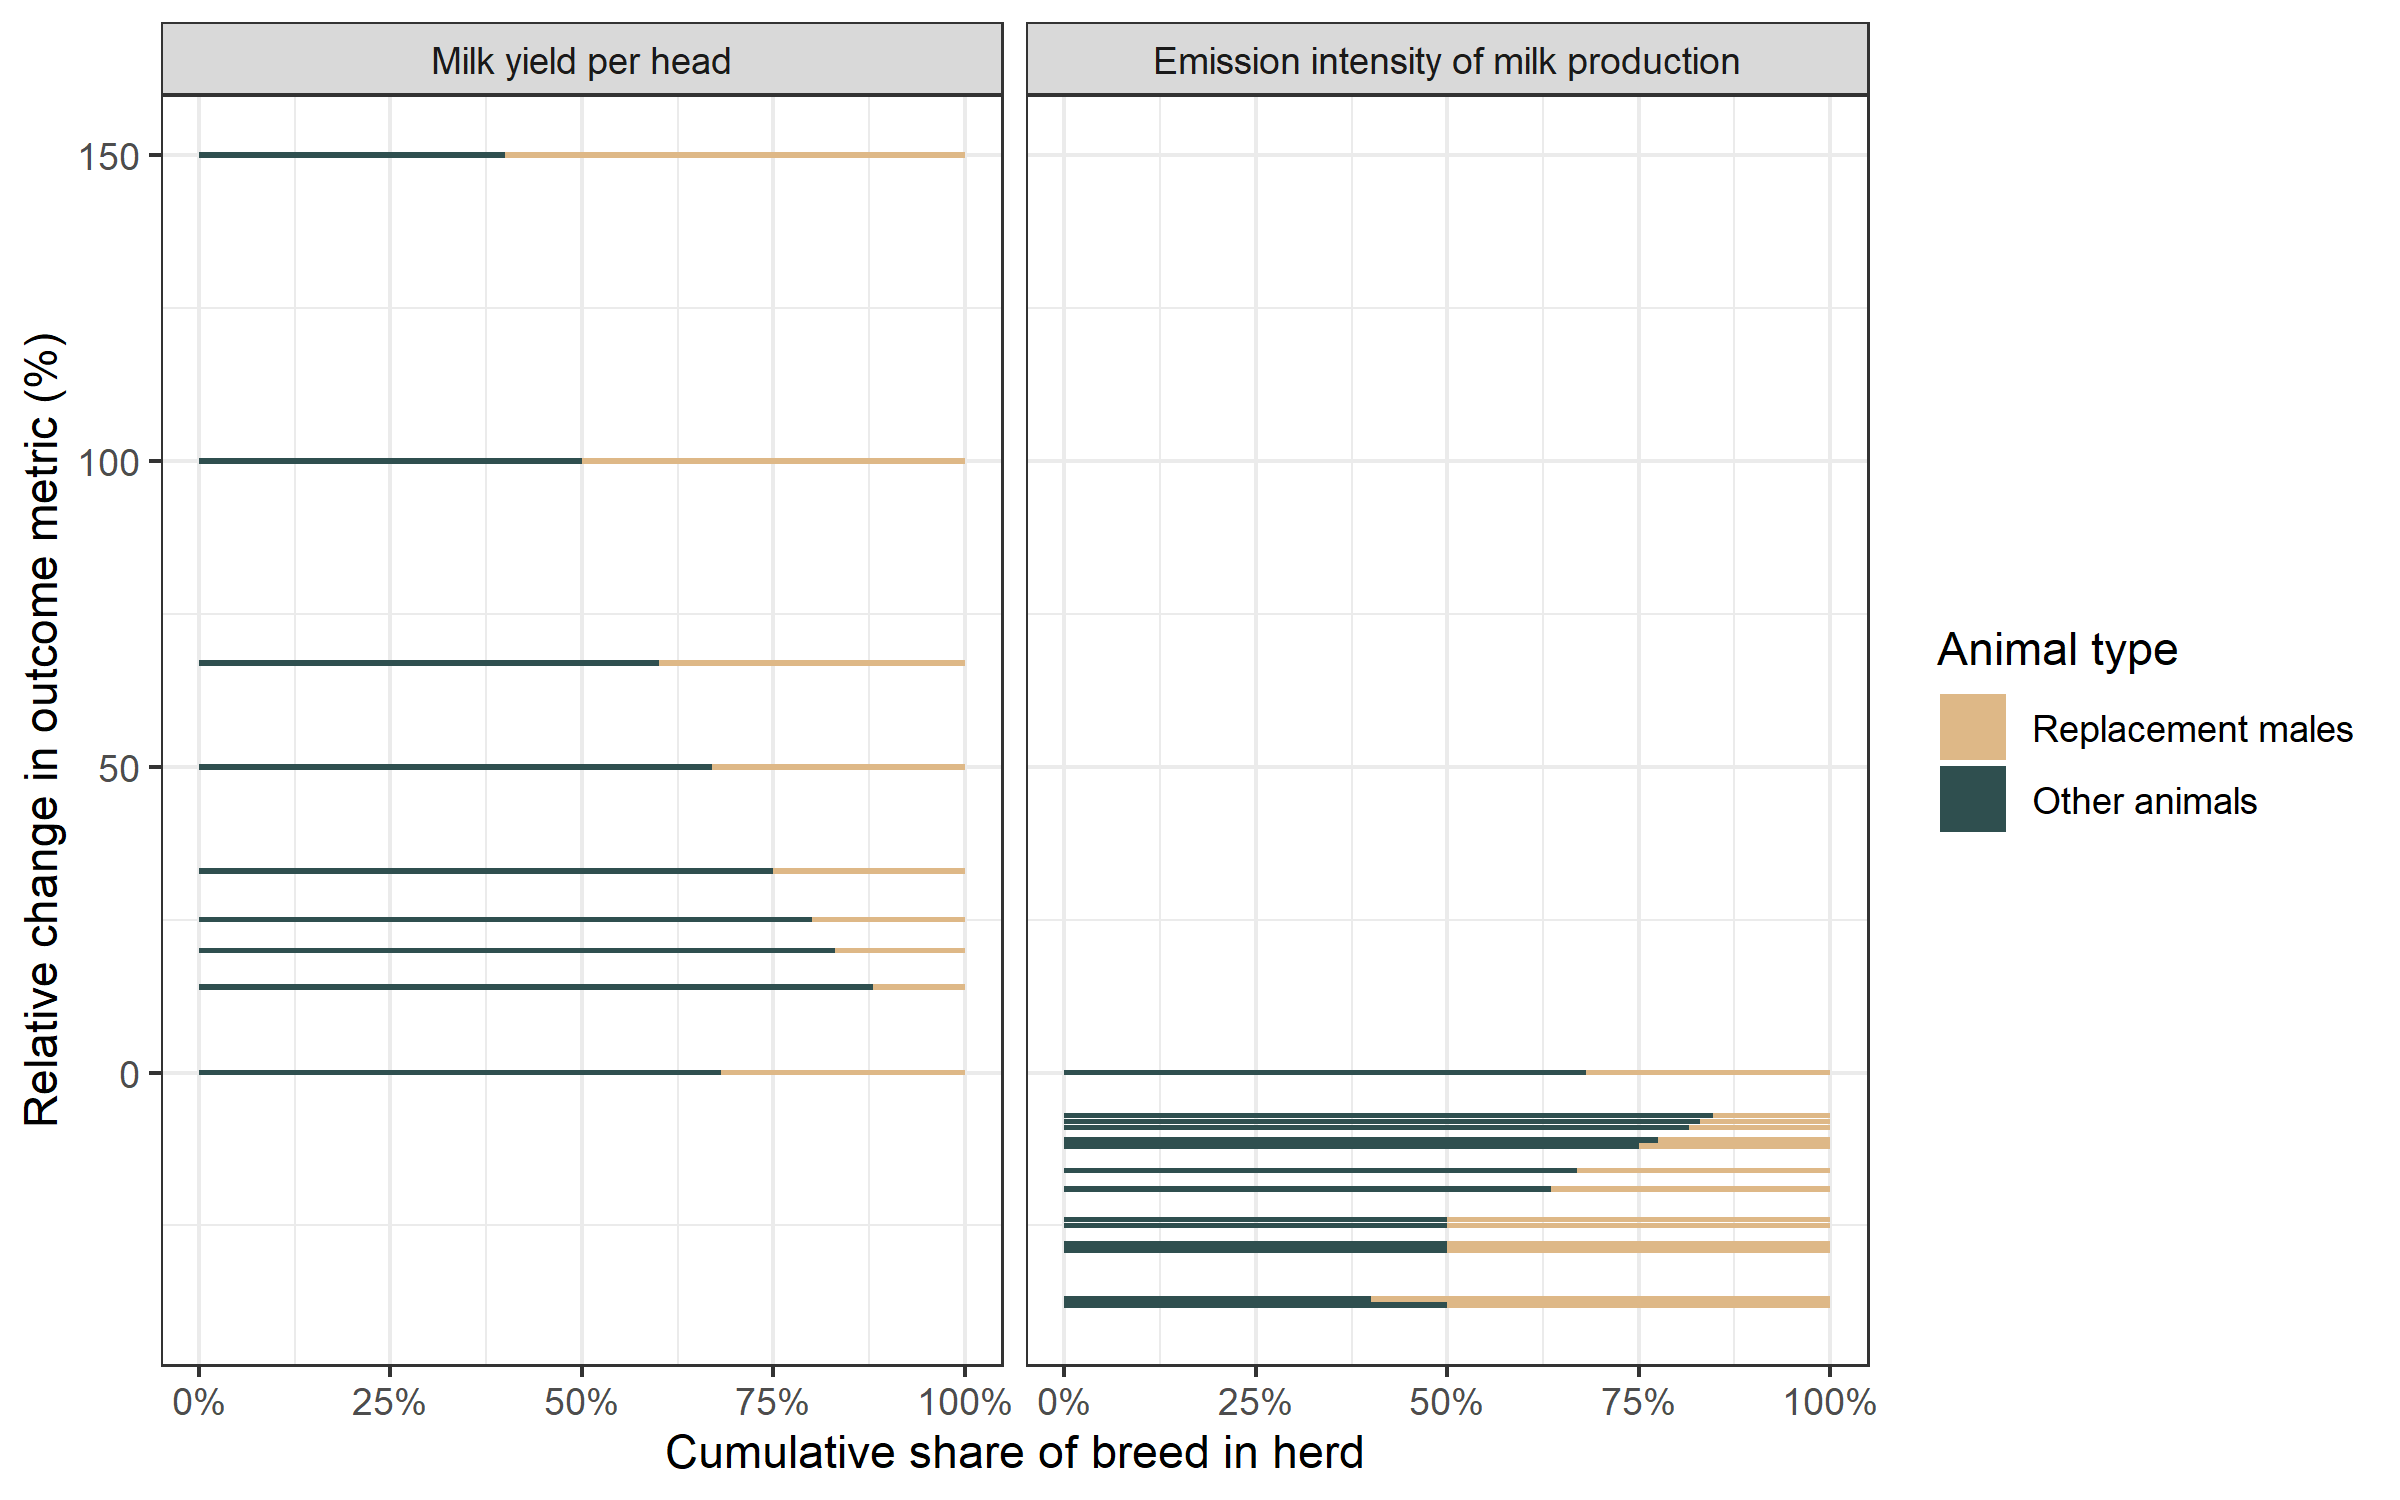 Milk yield per head
Emission intensity of milk production
Relative change in outcome metric (%)
150
100
50
0
0%
25%
50%
75%
100%
0%
25%
50%
75%
100%
Cumulative share of breed in herd
Animal type
Replacement males
Other animals